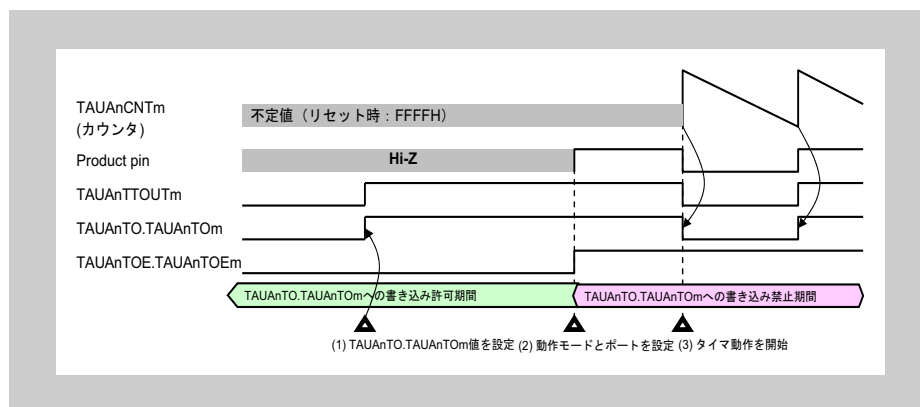 TAUAnCNTm
(カウンタ)
不定値（リセット時：FFFFH）
Product pin
Hi-Z
TAUAnTTOUTm
TAUAnTO.TAUAnTOm
TAUAnTOE.TAUAnTOEm
TAUAnTO.TAUAnTOmへの書き込み許可期間
TAUAnTO.TAUAnTOmへの書き込み禁止期間
(1) TAUAnTO.TAUAnTOm値を設定 (2) 動作モードとポートを設定 (3) タイマ動作を開始